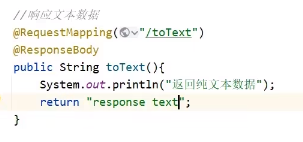 //响应文本数据
@RequestMapping("/toText")
@ResponseBody
public String toText(){
System.out.println("返回纯文本数据");
return "response text";
}